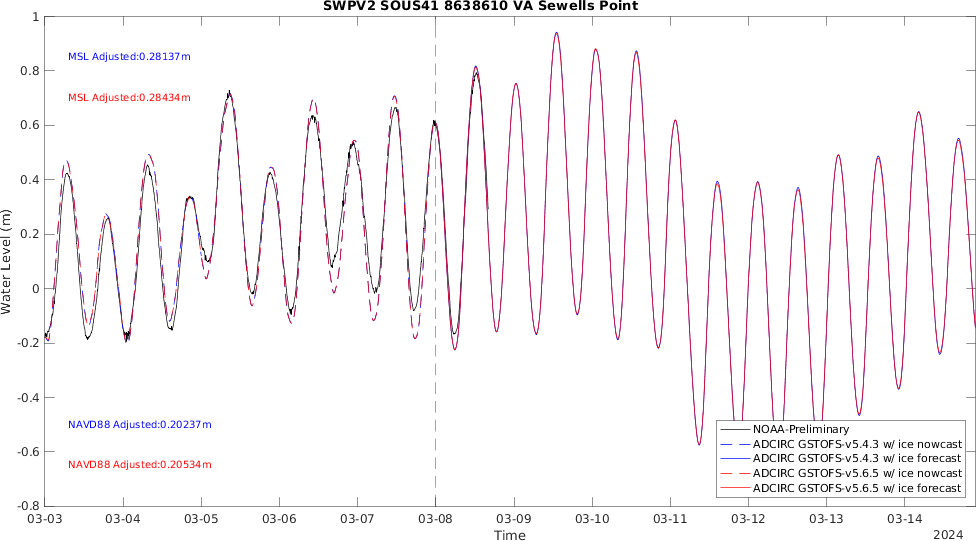 SWPV2 SOUS41 8638610 VA Sewells Point
1
0.8
0.6
0.4
0.2
0
-0.2
-0.4
-0.6
-0.8
Water Level (m)
MSL Adjusted:0.28137m
MSL Adjusted:0.28434m
NAVD88 Adjusted:0.20237m
NAVD88 Adjusted:0.20534m
NOAA-Preliminary
ADCIRC GSTOFS-v5.4.3 w/ ice nowcast
ADCIRC GSTOFS-v5.4.3 w/ ice forecast
ADCIRC GSTOFS-v5.6.5 w/ ice nowcast
ADCIRC GSTOFS-v5.6.5 w/ ice forecast
03-03 03-04 03-05 03-06 03-07 03-08 03-09 03-10 03-11 03-12 03-13 03-14
Time
2024